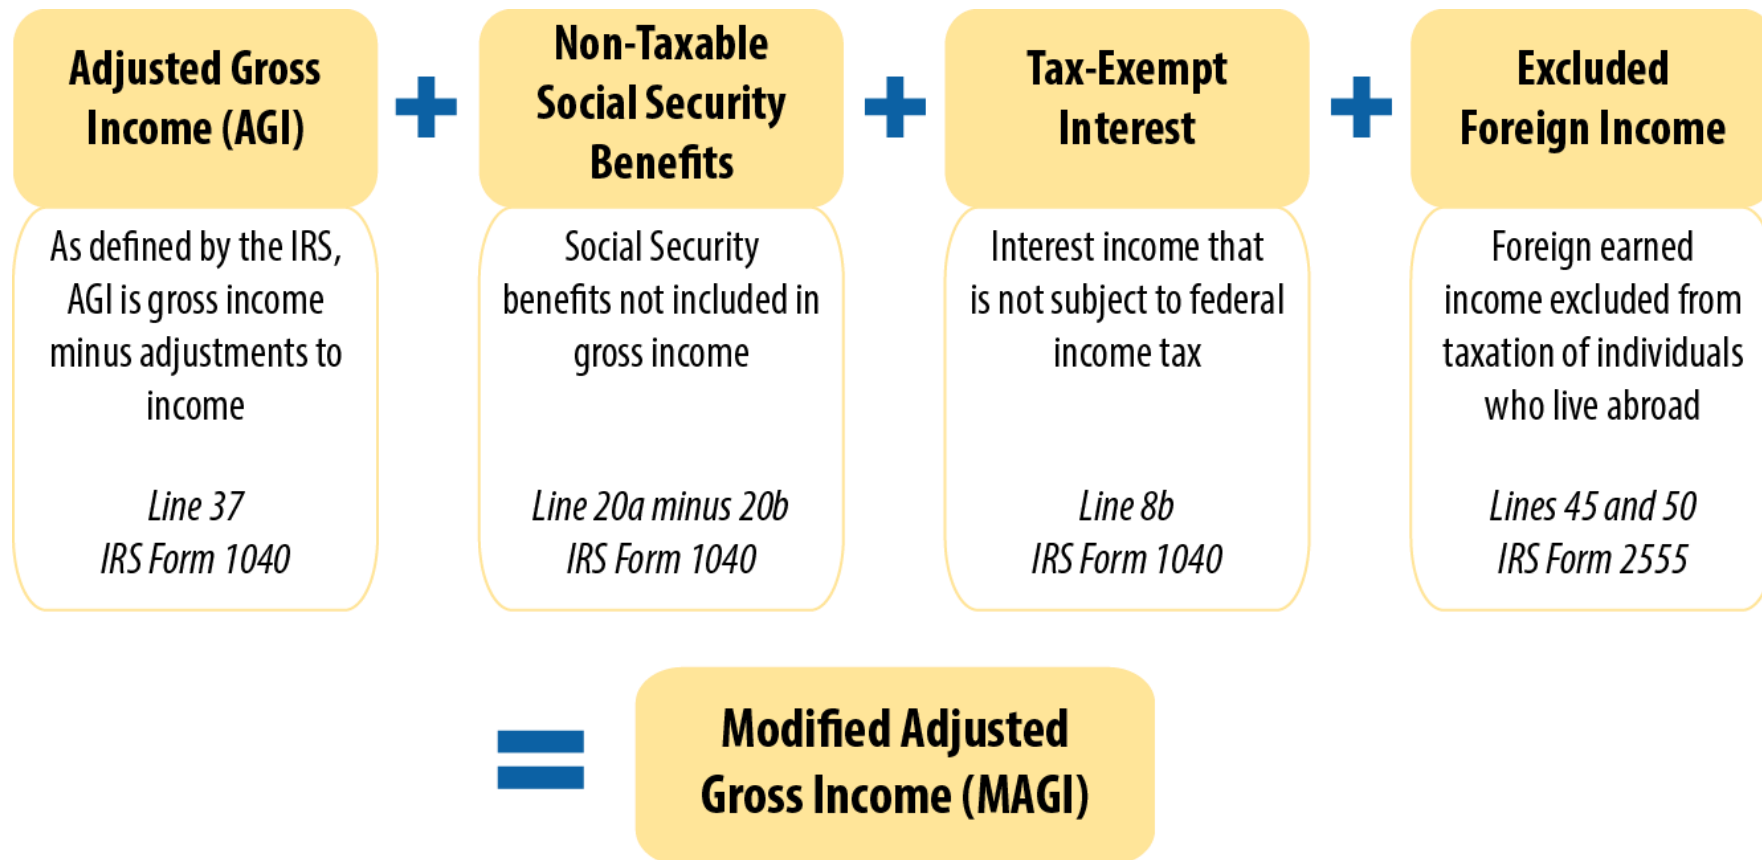 Adjusted Gross
Income (AGI)
As defined by the IRS,
AGI is gross income
minus adjustments to
income
Line 37
IRS Form 1040
Non-Taxable
Social Security
Benefits
Social Security
benefits not included in
gross income
Line 20a minus 20b
IRS Form 1040
Tax-Exempt
Interest
Interest income that
is not subject to federal
income tax
Line 8b
IRS Form 1040
Excluded
Foreign Income
Foreign earned
income excluded from
taxation of individuals
who live abroad
Lines 45 and 50
IRS Form 2555
Modified Adjusted
Gross Income (MAGI)